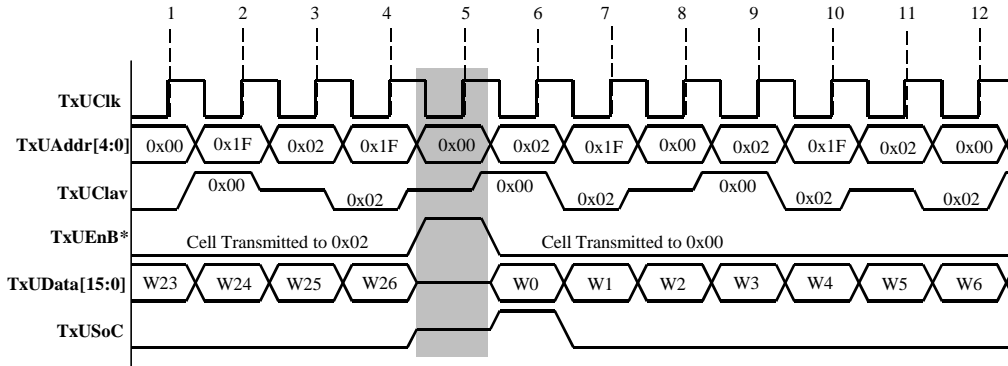 1 2 3 4 5 6 7 8 9 10 11 12
TxUClk
TxUAddr[4:0] 0x00 0x1F 0x02 0x1F 0x00 0x02 0x1F 0x00 0x02 0x1F 0x02 0x00
TxUClav 0x00 0x02 0x00 0x02 0x00 0x02 0x02
TxUEnB* Cell Transmitted to 0x02 Cell Transmitted to 0x00
TxUData[15:0] W23 W24 W25 W26 W0 W1 W2 W3 W4 W5 W6
TxUSoC